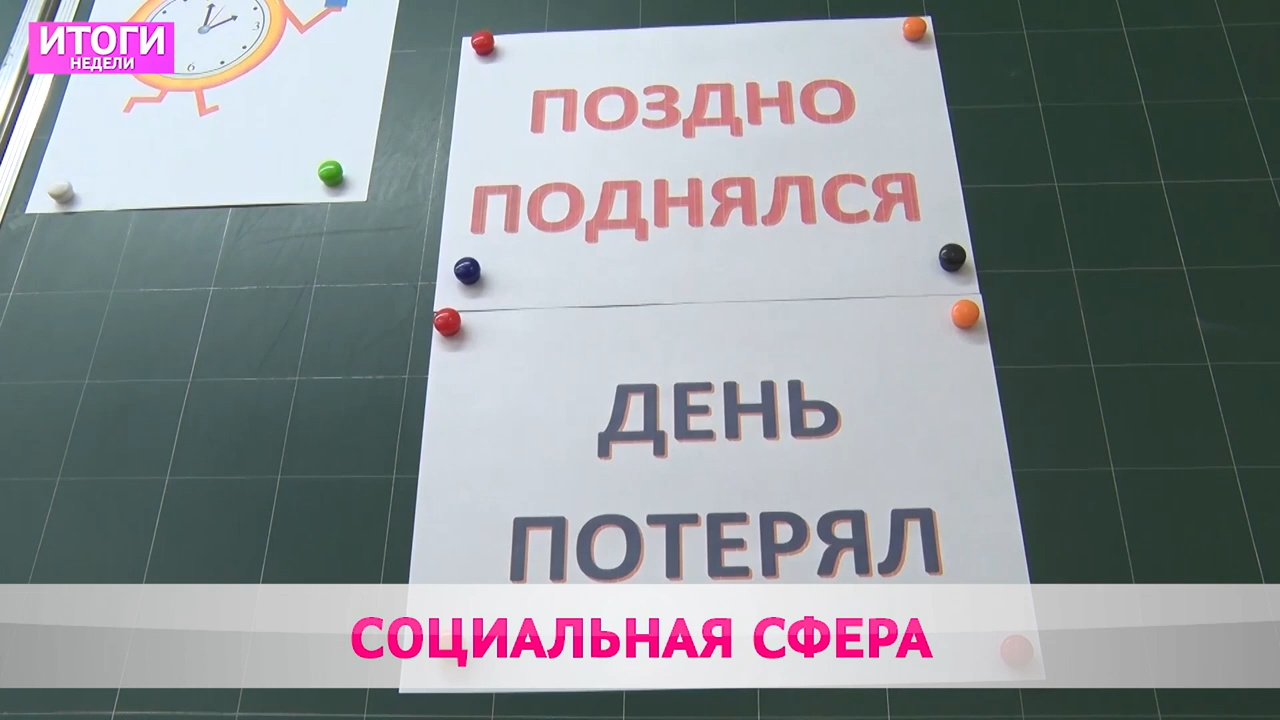 ИТОГИ
НЕДЕЛИ
ПОЗДНО
ПОДНЯЛСЯ
ДЕНЬ
ПОТЕРЯЛ
СОЦИАЛЬНАЯ СФЕРА